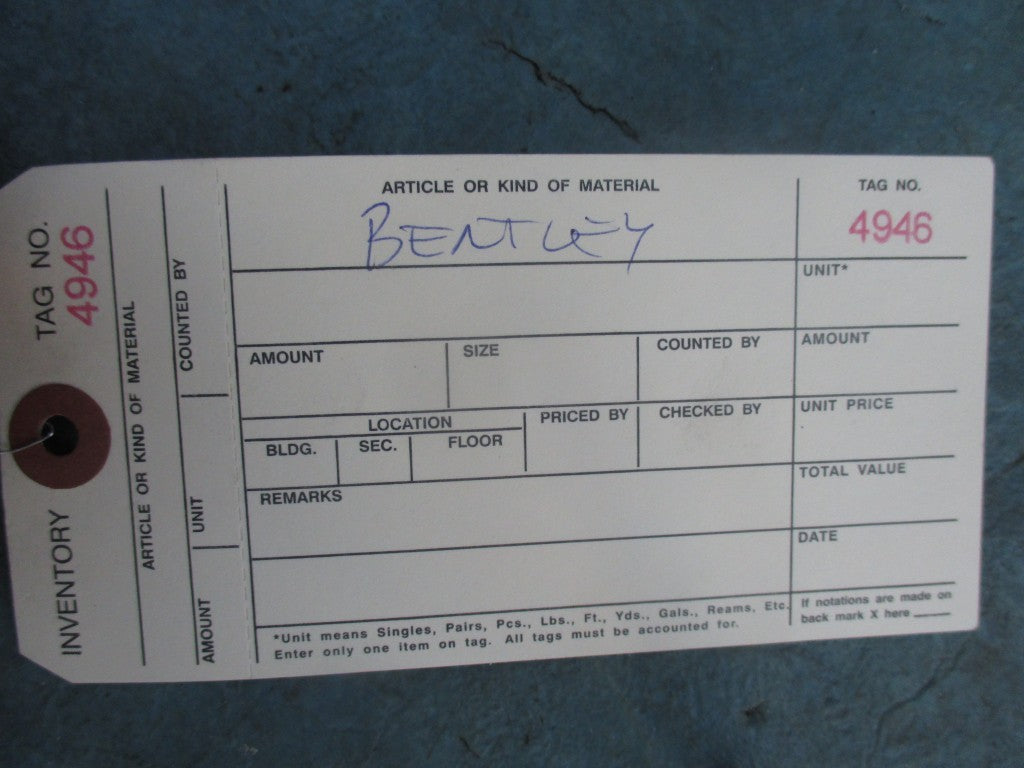 TAG NO.
4946
INVENTORY
ARTICLE OR KIND OF MATERIAL
COUNTED BY
UNIT
AMOUNT
ARTICLE OR KIND OF MATERIAL
BENTLEY
TAG NO.
4946
UNIT*
AMOUNT
SIZE
COUNTED BY
AMOUNT
LOCATION
BLDG.
SEC.
FLOOR
PRICED BY
CHECKED BY
UNIT PRICE
REMARKS
TOTAL VALUE
DATE
*Unit means Singles, Pairs, Pcs., Lbs., Ft., Yds., Gals., Reams, Etc.
Enter only one item on tag. All tags must be accounted for.
If notations are made on
back mark X here